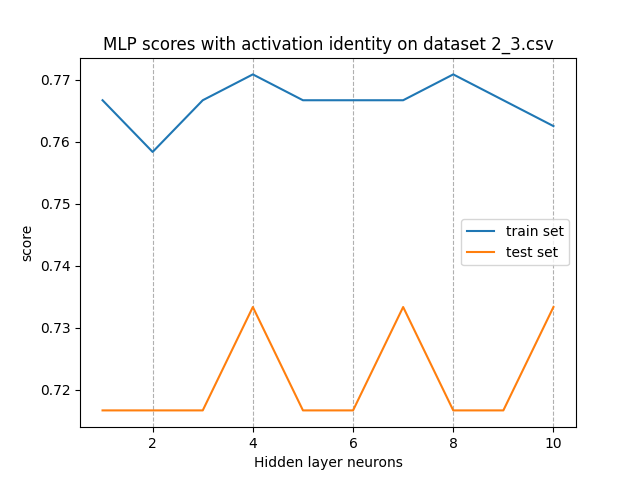 MLP scores with activation identity on dataset 2_3.csv
0.77
0.76
0.75
0.74
0.73
0.72
score
train set
test set
2 4 6 8 10
Hidden layer neurons